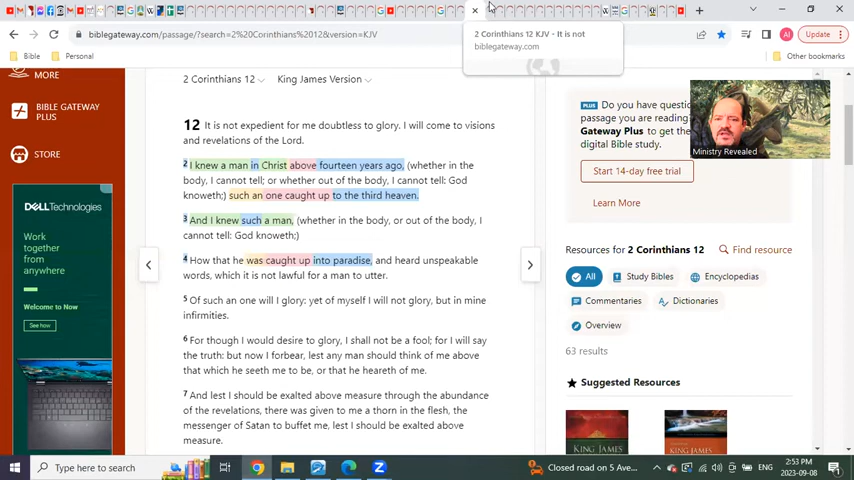 Update
biblegateway.com/passage/?search=2%20Corinthians%2012&version=KJV
2 Corinthians 12 KJV - It is not
biblegateway.com
Bible
Personal
Other bookmarks
MORE
BIBLE GATEWAY
PLUS
STORE
DELLTechnologies
Work
together
from
anywhere
Welcome to Now
See how
2 Corinthians 12
King James Version
12 It is not expedient for me doubtless to glory. I will come to visions
and revelations of the Lord.
2 I knew a man in Christ above fourteen years ago, (whether in the
body, I cannot tell; or whether out of the body, I cannot tell: God
knoweth;) such an one caught up to the third heaven.
3 And I knew such a man, (whether in the body, or out of the body, I
cannot tell: God knoweth;)
4 How that he was caught up into paradise, and heard unspeakable
words, which it is not lawful for a man to utter.
5 Of such an one will I glory: yet of myself I will not glory, but in mine
infirmities.
6 For though I would desire to glory, I shall not be a fool; for I will say
the truth: but now I forbear, lest any man should think of me above
that which he seeth me to be, or that he heareth of me.
7 And lest I should be exalted above measure through the abundance
of the revelations, there was given to me a thorn in the flesh, the
messenger of Satan to buffet me, lest I should be exalted above
measure.
PLUS Do you have questi
passage you are reading
Gateway Plus to get the
digital Bible study.
Ministry Revealed
Start 14-day free trial
Learn More
Resources for 2 Corinthians 12
Find Resource
All
Study Bibles
Encyclopedias
Commentaries
Dictionaries
Overview
63 results
Suggested Resources
KING JAMES
KING JAMES
Type here to search
Closed road on 5 Ave...
ENG
2:53 PM
2023-09-08